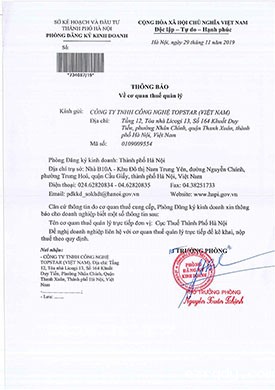 SỞ KẾ HOẠCH VÀ ĐẦU TƯ
THÀNH PHỐ HÀ NỘI
PHÒNG ĐĂNG KÝ KINH DOANH
CỘNG HÒA XÃ HỘI CHỦ NGHĨA VIỆT NAM
Độc lập – Tự do – Hạnh phúc
Hà Nội, ngày 29 tháng 11 năm 2019
THÔNG BÁO
Về cơ quan thuế quản lý
Kính gửi: CÔNG TY TNHH CÔNG NGHỆ TOPSTAR (VIỆT NAM)
Địa chỉ: Tầng 12, Tòa nhà Licogi 13, Số 164 Khuất Duy
Tiến, phường Nhân Chính, quận Thanh Xuân, thành
phố Hà Nội, Việt Nam
Mã số: 0109009554
Phòng Đăng ký kinh doanh: Thành phố Hà Nội
Địa chỉ trụ sở: Nhà B10A - Khu Đô thị Nam Trung Yên, đường Nguyễn Chánh,
phường Trung Hoà, quận Cầu Giấy, thành phố Hà Nội, Việt Nam
Điện thoại: 024.62820834 - 04.62820835 Fax: 04.38251733
Email: pdkkd_sokhdt@hanoi.gov.vn Website: www.hapi.gov.vn
Căn cứ thông tin do cơ quan thuế cung cấp, Phòng Đăng ký kinh doanh xin thông
báo cho doanh nghiệp biết một số thông tin sau:
Tên cơ quan thuế quản lý trực tiếp đơn vị: Cục Thuế Thành Phố Hà Nội
Đề nghị doanh nghiệp liên hệ với cơ quan thuế quản lý trực tiếp để kê khai, nộp
thuế theo quy định.
Nơi nhận:
- CÔNG TY TNHH CÔNG NGHỆ
TOPSTAR (VIỆT NAM). Địa chỉ: Tầng
12, Tòa nhà Licogi 13, Số 164 Khuất Duy
Tiến, Phường Nhân Chính, Quận
Thanh Xuân, Thành phố Hà Nội, Việt
Nam
- Lưu:
TRƯỞNG PHÒNG
PHÒNG
ĐĂNG KÝ
KINH DOANH
PHÓ TRƯỞNG PHÒNG